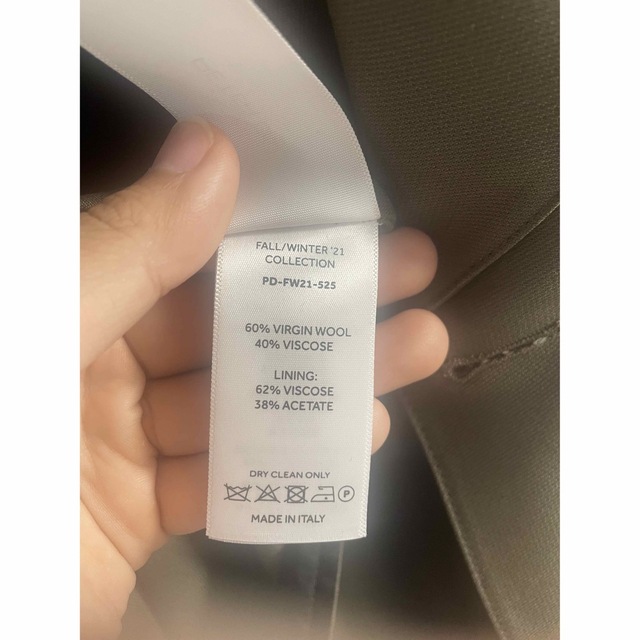 FALL/WINTER '21
COLLECTION
PD-FW21-525
60% VIRGIN WOOL
40% VISCOSE
LINING:
62% VISCOSE
38% ACETATE
DRY CLEAN ONLY
P
MADE IN ITALY